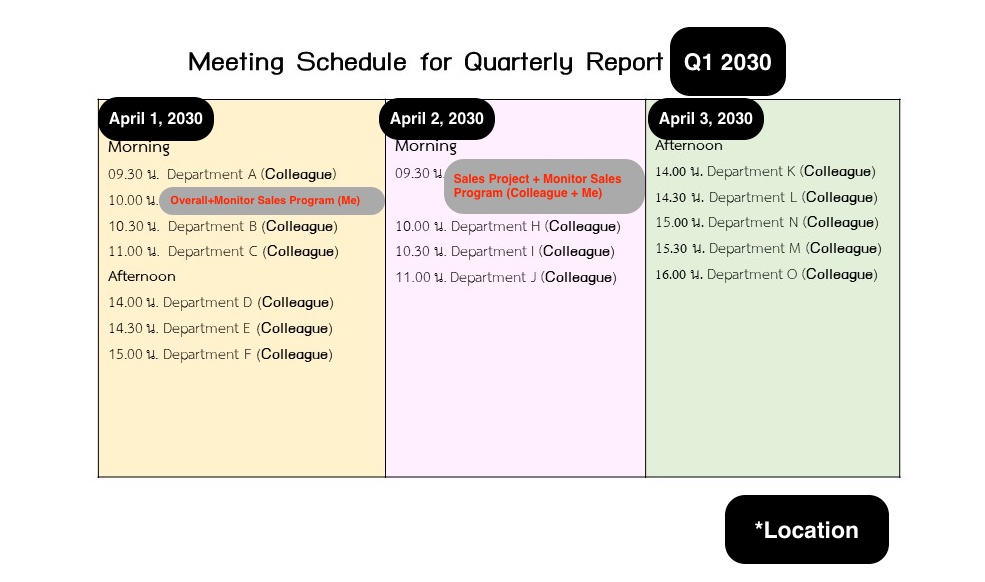 Meeting Schedule for Quarterly Report Q1 2030
April 1, 2030
Morning
09.30 น. Department A (Colleague)
10.00 น. Overall+Monitor Sales Program (Me)
10.30 น. Department B (Colleague)
11.00 น. Department C (Colleague)
Afternoon
14.00 น. Department D (Colleague)
14.30 น. Department E (Colleague)
15.00 น. Department F (Colleague)
April 2, 2030
Morning
09.30 น. Sales Project + Monitor Sales
Program (Colleague + Me)
10.00 น. Department H (Colleague)
10.30 น. Department I (Colleague)
11.00 น. Department J (Colleague)
April 3, 2030
Afternoon
14.00 น. Department K (Colleague)
14.30 น. Department L (Colleague)
15.00 น. Department N (Colleague)
15.30 น. Department M (Colleague)
16.00 น. Department O (Colleague)
*Location